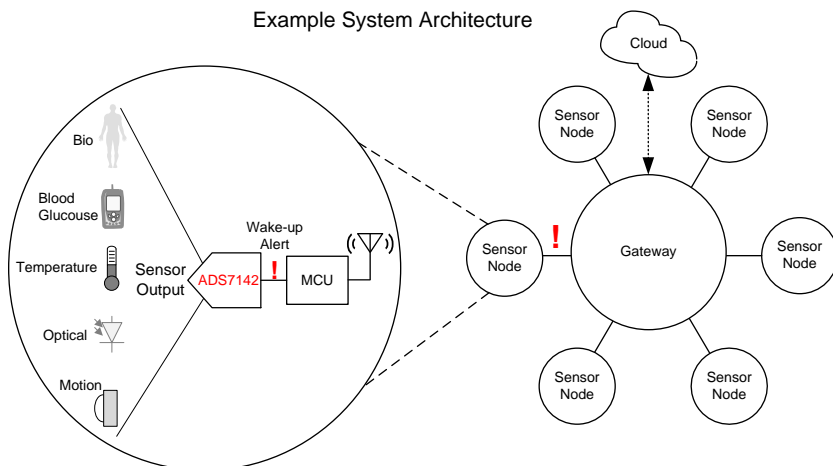 Example System Architecture
Cloud
Sensor
Node
Sensor
Node
Bio
Blood
Glucouse
Wake-up
Alert
Temperature
Sensor
Output
ADS7142
!
MCU
Sensor
Node
!
Gateway
Sensor
Node
Optical
Motion
Sensor
Node
Sensor
Node